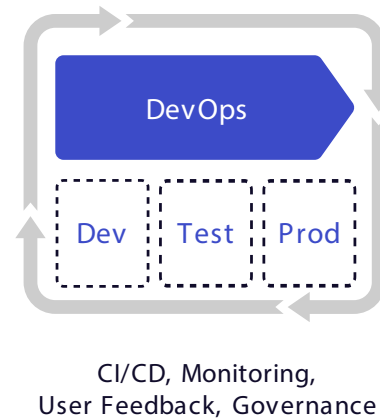 DevOps
Dev Test Prod
CI/CD, Monitoring,
User Feedback, Governance